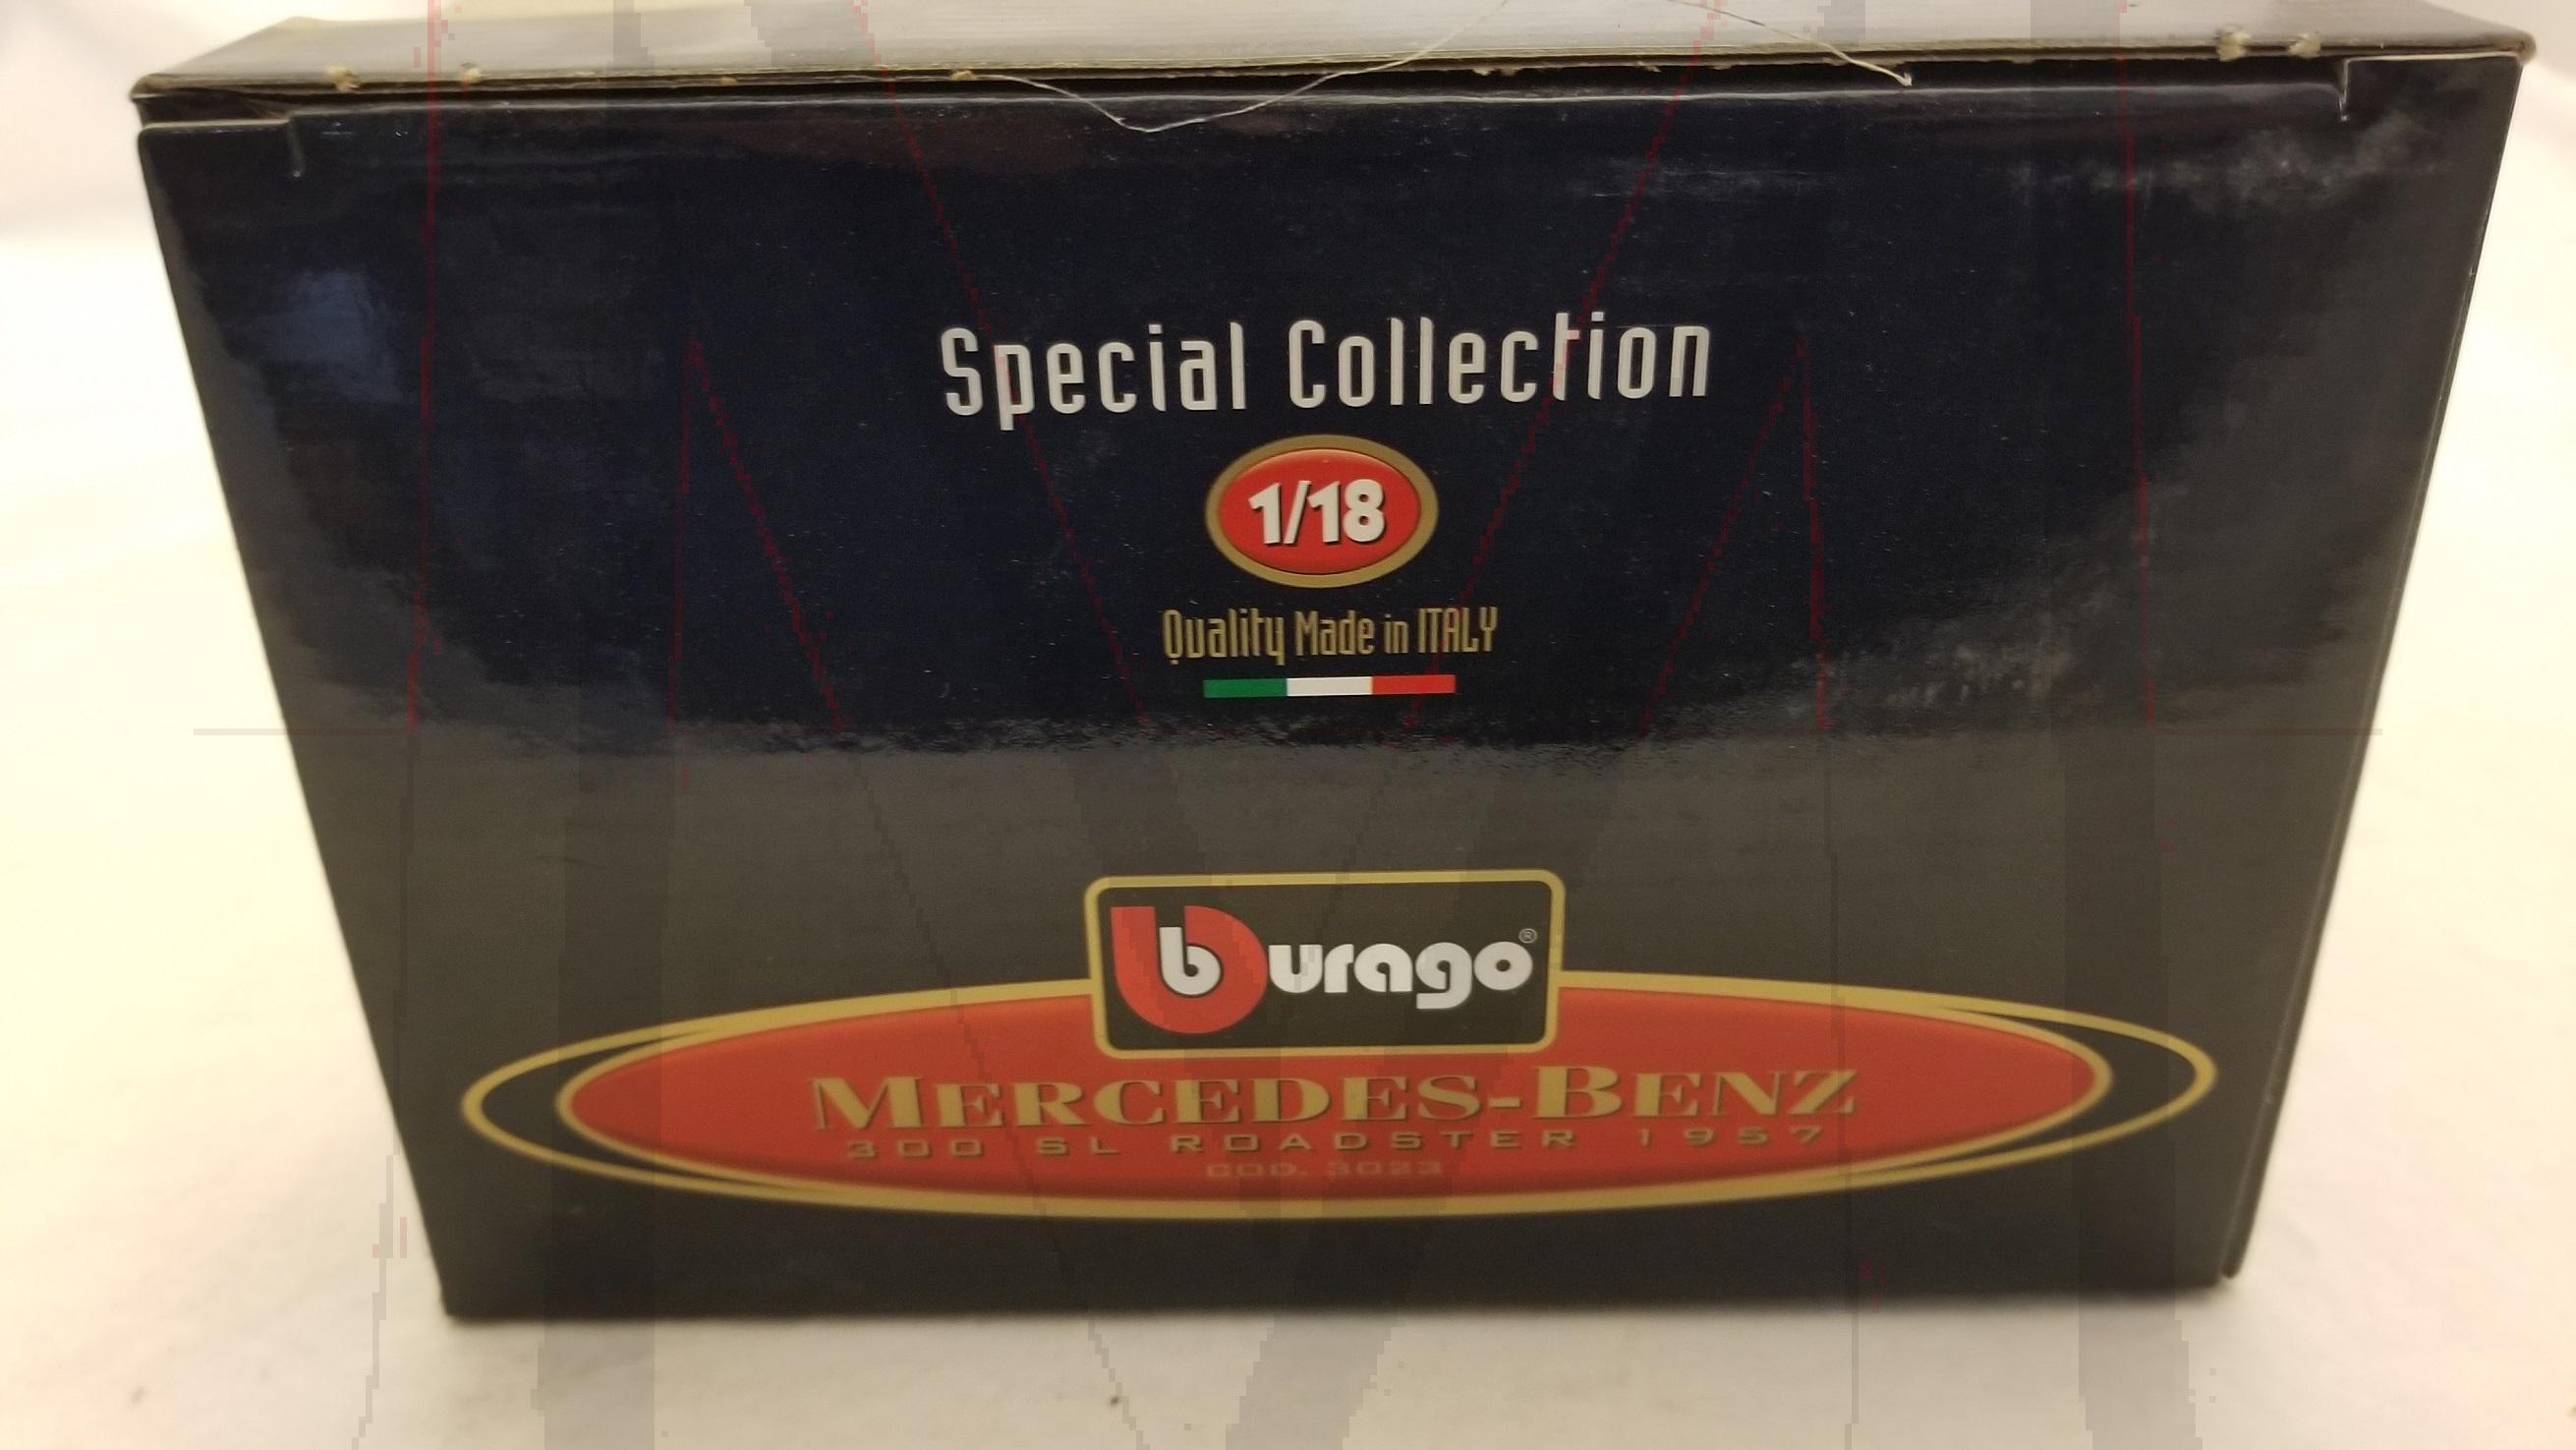 Special Collection
1/18
Quality Made in ITALY
burago®
MERCEDES-BENZ
300 SL ROADSTER 1957
COD. 3023